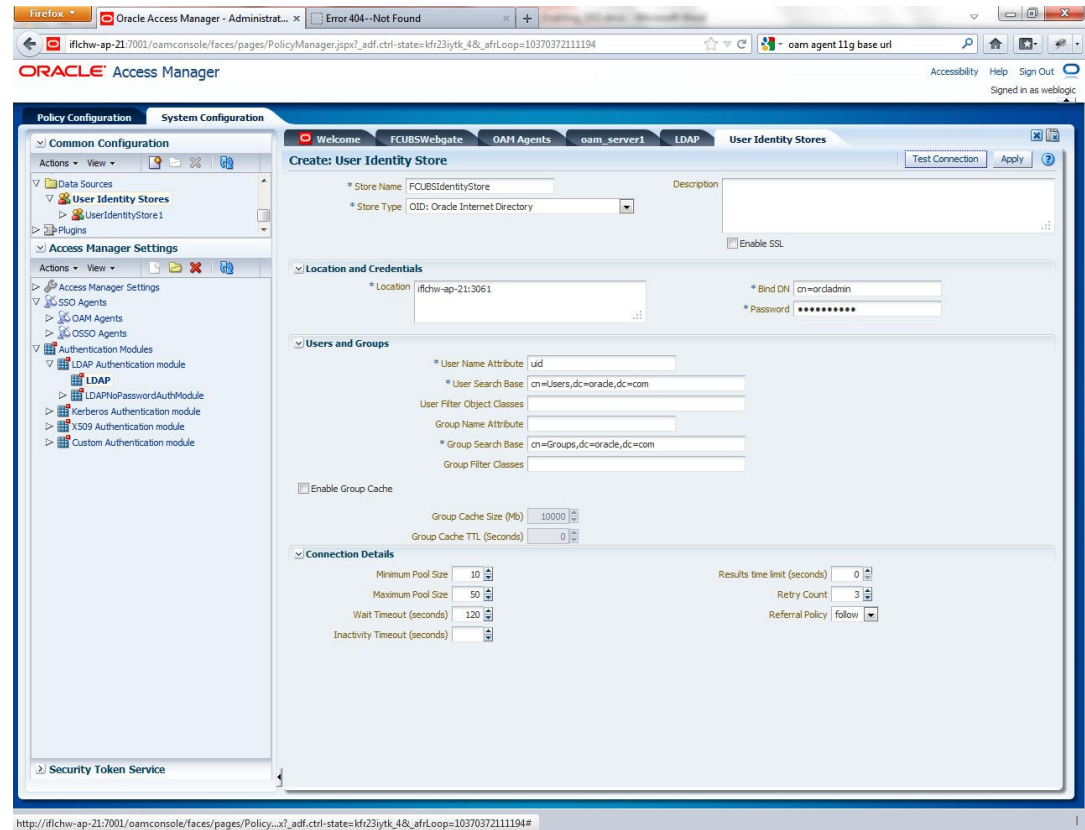 Firefox
Oracle Access Manager - Administrat...
Error 404--Not Found
iflchw-ap-21:7001/oamconsole/faces/pages/PolicyManager.jspx?_adf.ctrl-state=kfr23iytk_4&_afrLoop=10370372111194
oam agent 11g base url
ORACLE Access Manager
Accessibility Help Sign Out
Signed in as weblogic
Policy Configuration System Configuration
Common Configuration
Actions View
Data Sources
User Identity Stores
UserIdentityStore1
Plugins
Access Manager Settings
Actions View
Access Manager Settings
SSO Agents
OAM Agents
OSSO Agents
Authentication Modules
LDAP Authentication module
LDAP
LDAPNoPasswordAuthModule
Kerberos Authentication module
X509 Authentication module
Custom Authentication module
Security Token Service
Welcome FCUBSWebgate OAM Agents oam_server1 LDAP User Identity Stores
Create: User Identity Store
Test Connection Apply
* Store Name FCUBSIdentityStore
Description
* Store Type OID: Oracle Internet Directory
Enable SSL
Location and Credentials
* Location iflchw-ap-21:3061
* Bind DN cn=orcladmin
* Password ••••••••••
Users and Groups
* User Name Attribute uid
* User Search Base cn=Users,dc=oracle,dc=com
User Filter Object Classes
Group Name Attribute
* Group Search Base cn=Groups,dc=oracle,dc=com
Group Filter Classes
Enable Group Cache
Group Cache Size (Mb) 10000
Group Cache TTL (Seconds) 0
Connection Details
Minimum Pool Size 10
Results time limit (seconds) 0
Maximum Pool Size 50
Retry Count 3
Wait Timeout (seconds) 120
Referral Policy follow
Inactivity Timeout (seconds)
http://iflchw-ap-21:7001/oamconsole/faces/pages/Policy...x?_adf.ctrl-state=kfr23iytk_4&_afrLoop=10370372111194#